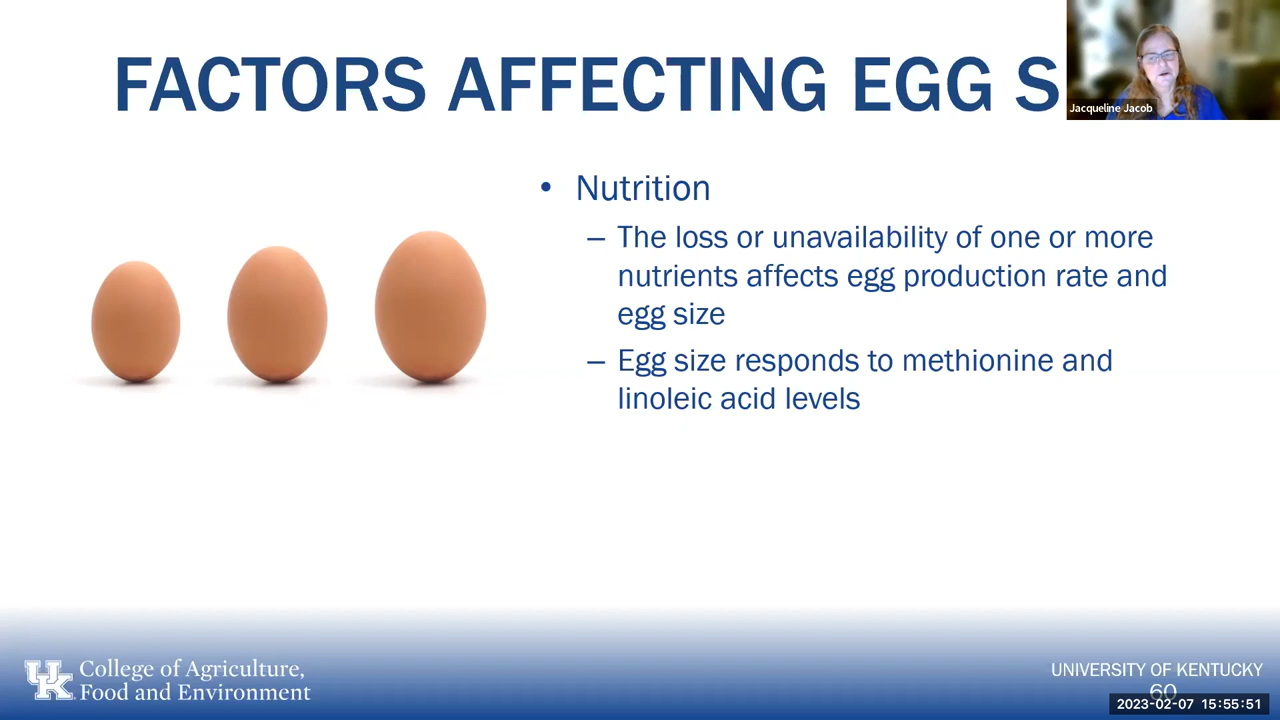 FACTORS AFFECTING EGG S
Jacqueline Jacob
• Nutrition
– The loss or unavailability of one or more
nutrients affects egg production rate and
egg size
– Egg size responds to methionine and
linoleic acid levels
UK
College of Agriculture,
Food and Environment
UNIVERSITY OF KENTUCKY
60
2023-02-07 15:55:51